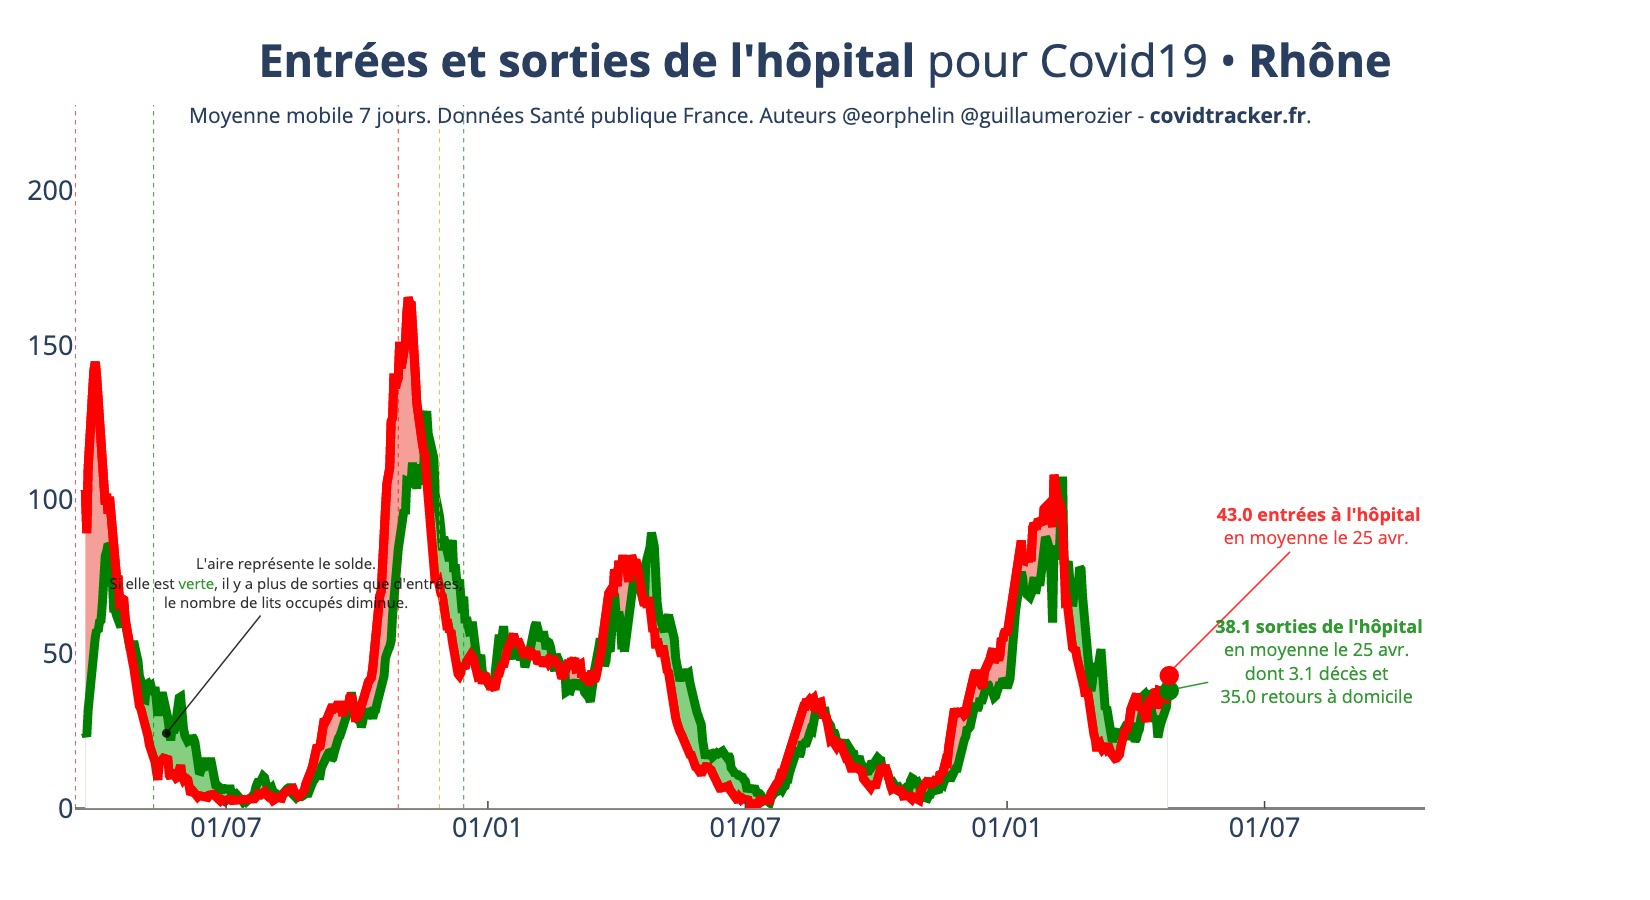 Entrées et sorties de l'hôpital pour Covid19 • Rhône
Moyenne mobile 7 jours. Données Santé publique France. Auteurs @eorphelin @guillaumerozier - covidtracker.fr.
200
150
100
50
0
L'aire représente le solde.
Si elle est verte, il y a plus de sorties que d'entrées,
le nombre de lits occupés diminue.
43.0 entrées à l'hôpital
en moyenne le 25 avr.
38.1 sorties de l'hôpital
en moyenne le 25 avr.
dont 3.1 décès et
35.0 retours à domicile
01/07
01/01
01/07
01/01
01/07